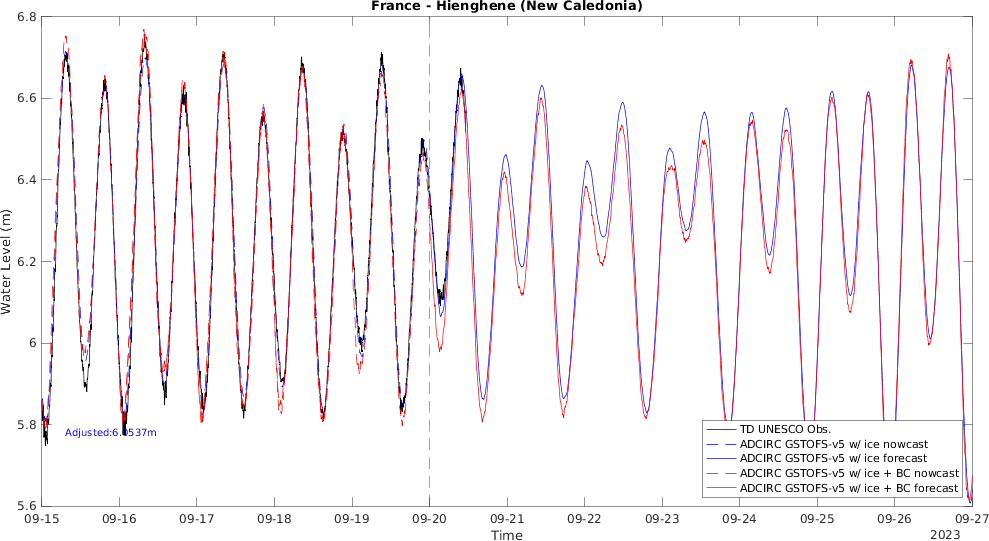 France - Hienghene (New Caledonia)
6.8
6.6
6.4
6.2
6
5.8
5.6
Water Level (m)
Adjusted:6.0537m
TD UNESCO Obs.
ADCIRC GSTOFS-v5 w/ ice nowcast
ADCIRC GSTOFS-v5 w/ ice forecast
ADCIRC GSTOFS-v5 w/ ice + BC nowcast
ADCIRC GSTOFS-v5 w/ ice + BC forecast
09-15 09-16 09-17 09-18 09-19 09-20 09-21 09-22 09-23 09-24 09-25 09-26 09-27
Time
2023